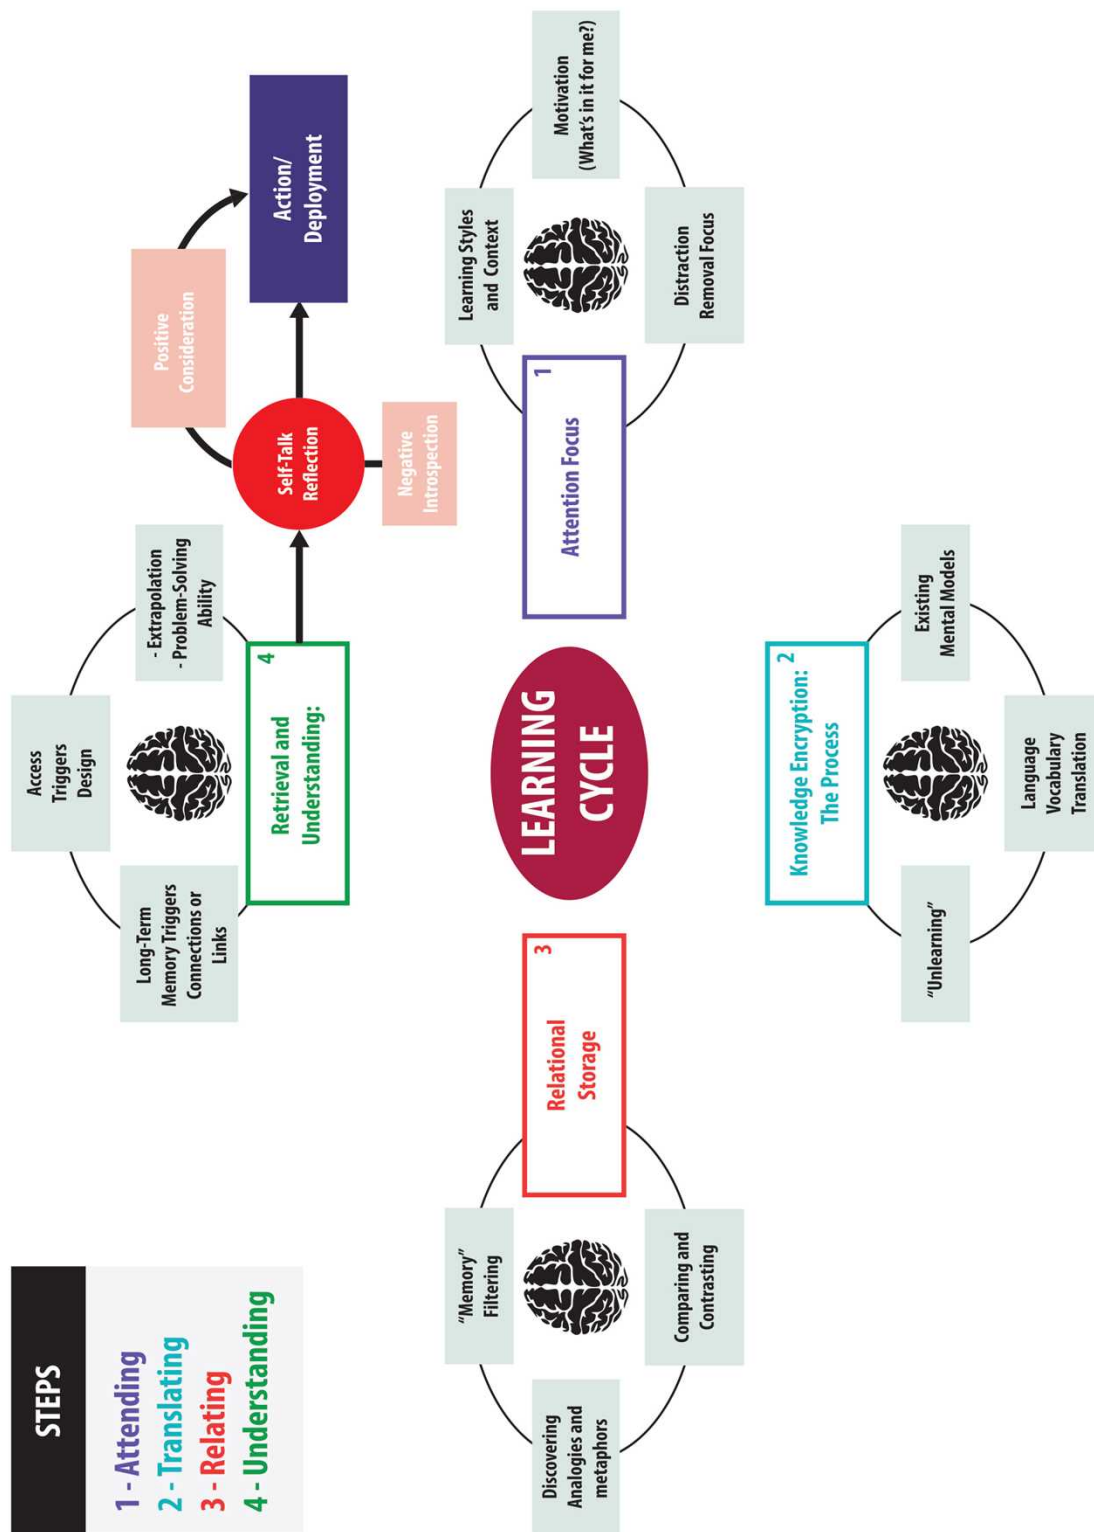 STEPS
1 - Attending
2 - Translating
3 - Relating
4 - Understanding
Long-Term
Memory Triggers
Connections or
Links
Access
Triggers
Design
- Extrapolation
- Problem-Solving
Ability
4
Retrieval and
Understanding:
Self-Talk
Reflection
Positive
Consideration
Negative
Introspection
Action/
Deployment
LEARNING
CYCLE
1
Attention Focus
Learning Styles
and Context
Motivation
(What's in it for me?)
Distraction
Removal Focus
2
Knowledge Encryption:
The Process
Existing
Mental Models
Language
Vocabulary
Translation
“Unlearning”
3
Relational
Storage
“Memory”
Filtering
Discovering
Analogies and
metaphors
Comparing and
Contrasting